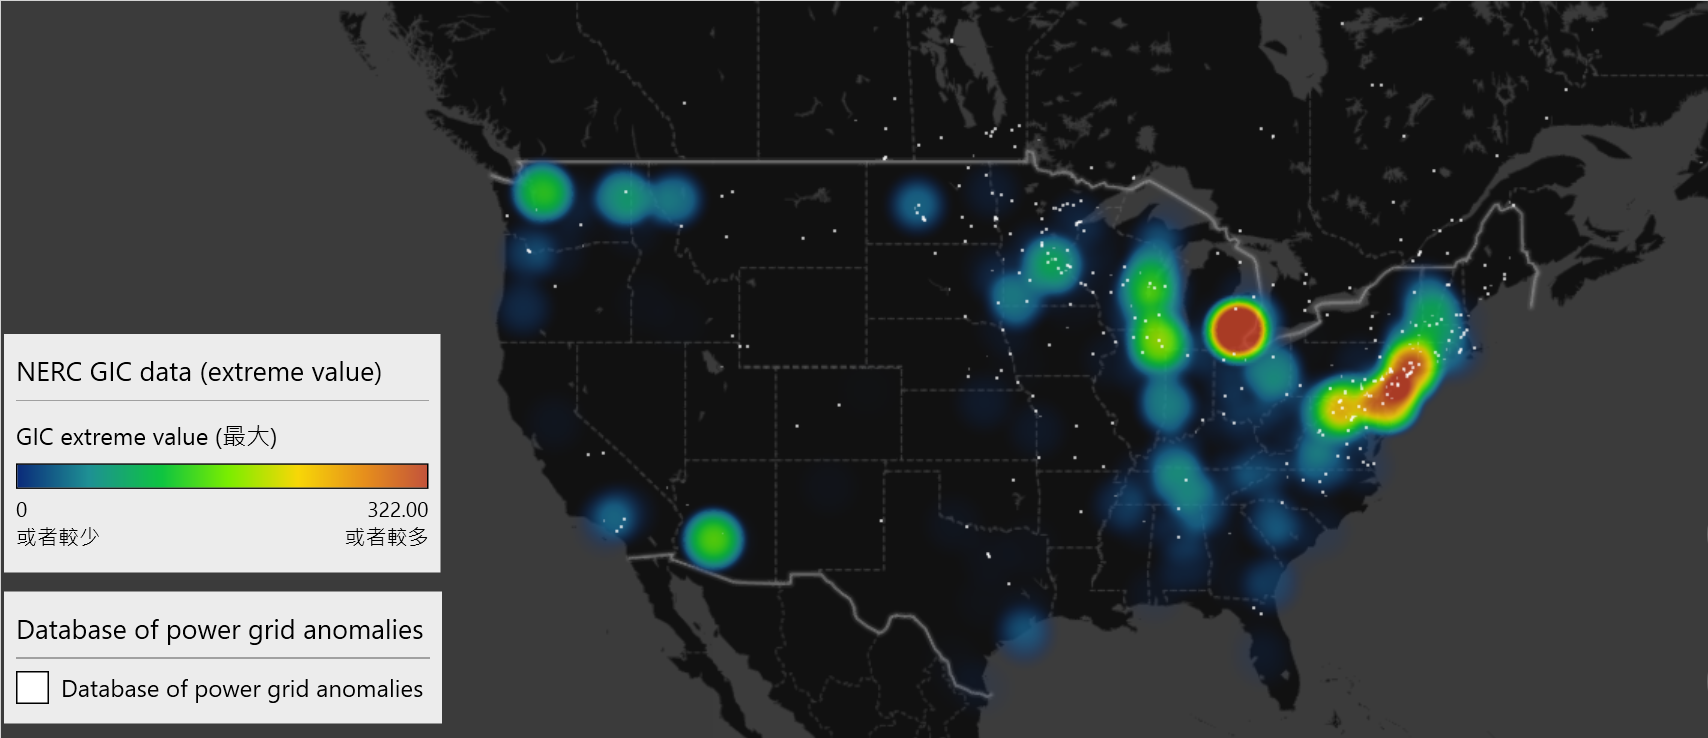 NERC GIC data (extreme value)
GIC extreme value (最大)
0
322.00
或者較少
或者較多
Database of power grid anomalies
Database of power grid anomalies